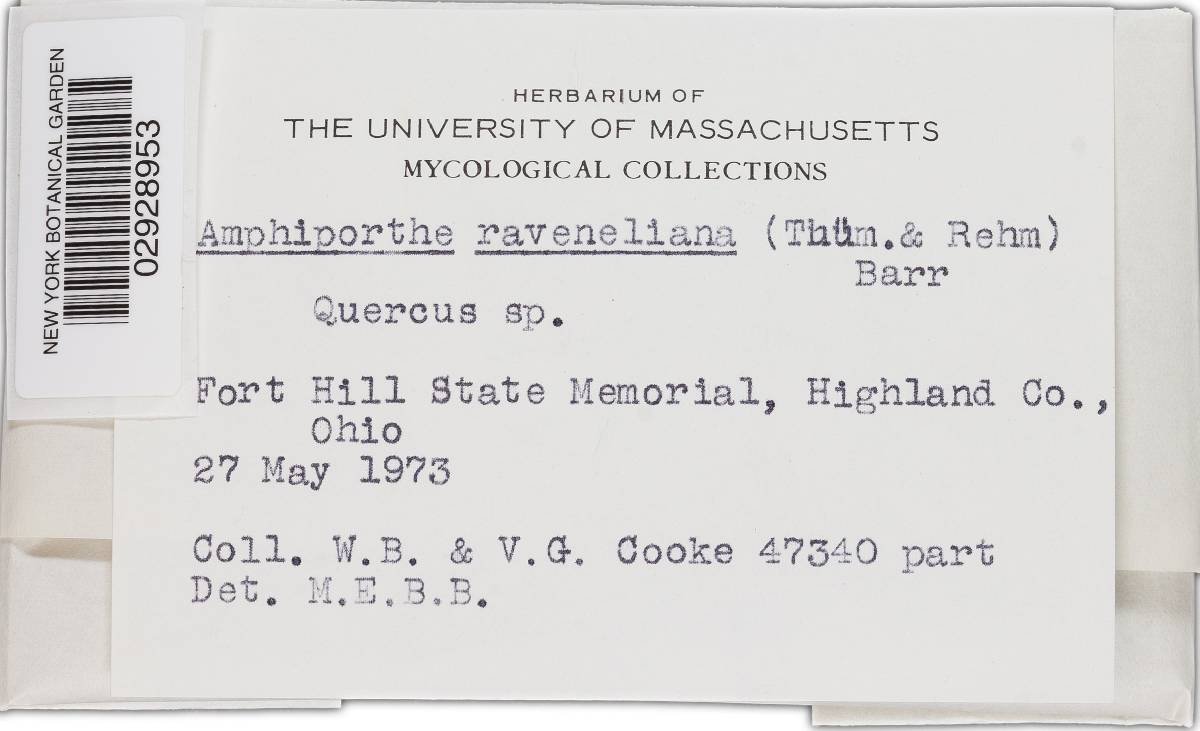 NEW YORK BOTANICAL GARDEN
02928953
HERBARIUM OF
THE UNIVERSITY OF MASSACHUSETTS
MYCOLOGICAL COLLECTIONS
Amphiporthe raveneliana (Thüm.& Rehm)
Barr
Quercus sp.
Fort Hill State Memorial, Highland Co.,
Ohio
27 May 1973
Coll. W.B. & V.G. Cooke 47340 part
Det. M.E.B.B.